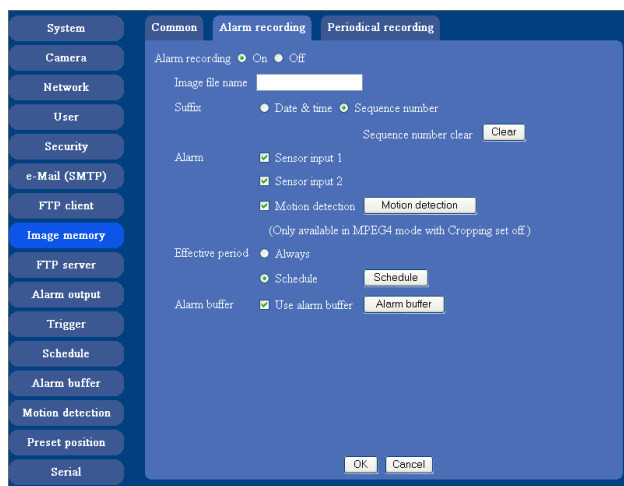 System
Camera
Network
User
Security
e-Mail (SMTP)
FTP client
Image memory
FTP server
Alarm output
Trigger
Schedule
Alarm buffer
Motion detection
Preset position
Serial
Common Alarm recording Periodical recording
Alarm recording On Off
Image file name
Suffix Date & time Sequence number
Sequence number clear Clear
Alarm Sensor input 1
Sensor input 2
Motion detection Motion detection
(Only available in MPEG4 mode with Cropping set off.)
Effective period Always
Schedule Schedule
Alarm buffer Use alarm buffer Alarm buffer
OK Cancel